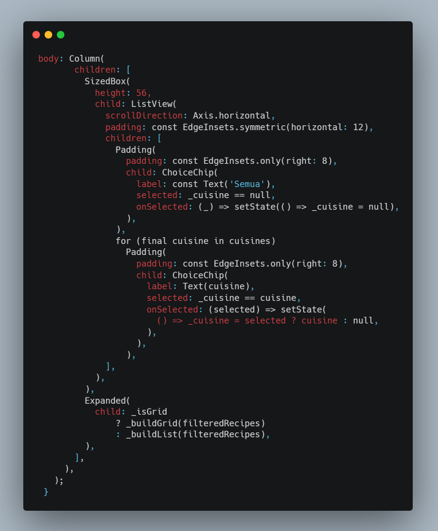 body: Column(
children: [
SizedBox(
height: 56,
child: ListView(
scrollDirection: Axis.horizontal,
padding: const EdgeInsets.symmetric(horizontal: 12),
children: [
Padding(
padding: const EdgeInsets.only(right: 8),
child: ChoiceChip(
label: const Text('Semua'),
selected: _cuisine == null,
onSelected: (_) => setState(() => _cuisine = null),
),
),
for (final cuisine in cuisines)
Padding(
padding: const EdgeInsets.only(right: 8),
child: ChoiceChip(
label: Text(cuisine),
selected: _cuisine == cuisine,
onSelected: (selected) => setState(
() => _cuisine = selected ? cuisine : null,
),
),
),
],
),
),
Expanded(
child: _isGrid
? _buildGrid(filteredRecipes)
: _buildList(filteredRecipes),
),
],
),
);
}